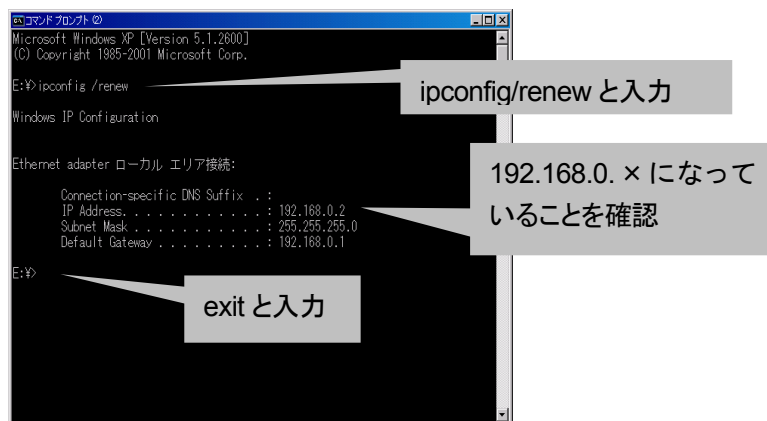 コマンド プロンプト (2)
Microsoft Windows XP [Version 5.1.2600]
(C) Copyright 1985-2001 Microsoft Corp.
E:¥>ipconfig /renew
ipconfig/renew と入力
Windows IP Configuration
Ethernet adapter ローカル エリア接続:
Connection-specific DNS Suffix . :
IP Address. . . . . . . . . . . . : 192.168.0.2
Subnet Mask . . . . . . . . . . . : 255.255.255.0
Default Gateway . . . . . . . . . : 192.168.0.1
192.168.0. × になって
いることを確認
E:¥>
exit と入力